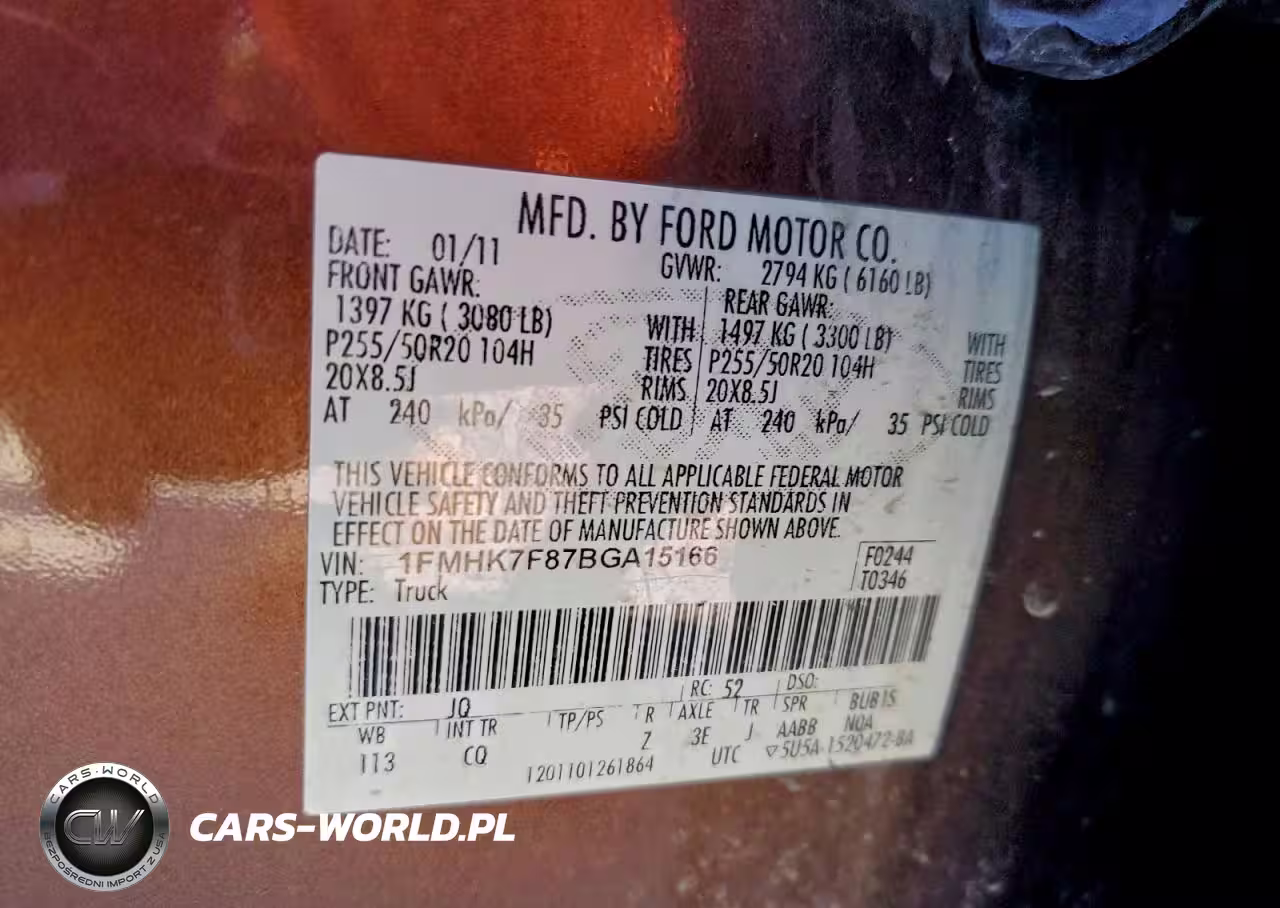 MFD. BY FORD MOTOR CO.
DATE: 01/11 GVWR: 2794 KG ( 6160 LB)
FRONT GAWR: REAR GAWR:
1397 KG ( 3080 LB) WITH 1497 KG ( 3300 LB) WITH
P255/50R20 104H TIRES P255/50R20 104H TIRES
20X8.5J RIMS 20X8.5J RIMS
AT 240 kPa/ 35 PSI COLD AT 240 kPa/ 35 PSI COLD
THIS VEHICLE CONFORMS TO ALL APPLICABLE FEDERAL MOTOR
VEHICLE SAFETY AND THEFT PREVENTION STANDARDS IN
EFFECT ON THE DATE OF MANUFACTURE SHOWN ABOVE.
VIN: 1FMHK7F87BGA15166 F0244
TYPE: Truck T0346
EXT PNT: JQ RC: 52 DSO:
WB INT TR TP/PS R AXLE TR SPR BUB1S
113 CQ Z 3E J AABB NOA
1201101261864 UTC ▽5U5A-1520472-BA
CARS-WORLD
CW
BEZPOŚREDNI IMPORT Z USA
CARS-WORLD.PL